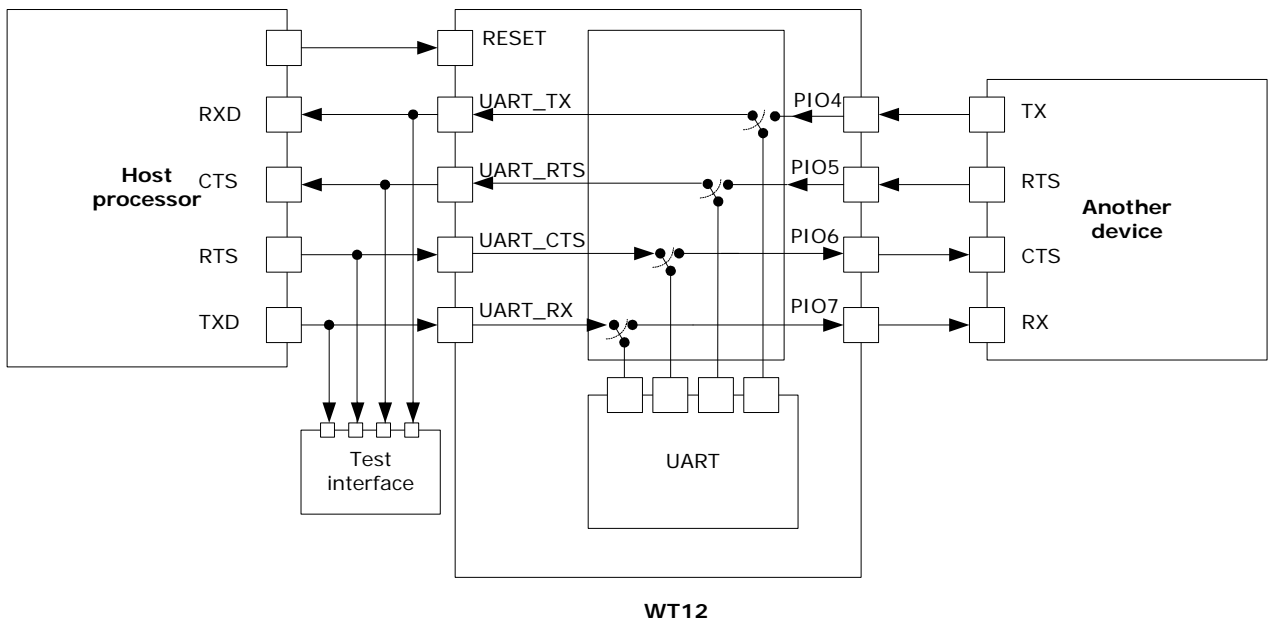 RESET
RXD
UART_TX
PIO4
TX
Host
processor
CTS
UART_RTS
PIO5
RTS
Another
device
RTS
UART_CTS
PIO6
CTS
TXD
UART_RX
PIO7
RX
Test
interface
UART
WT12